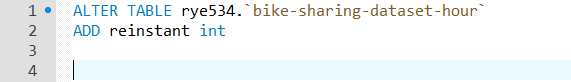 1 ALTER TABLE rye534.`bike-sharing-dataset-hour`
2 ADD reinstant int
3
4